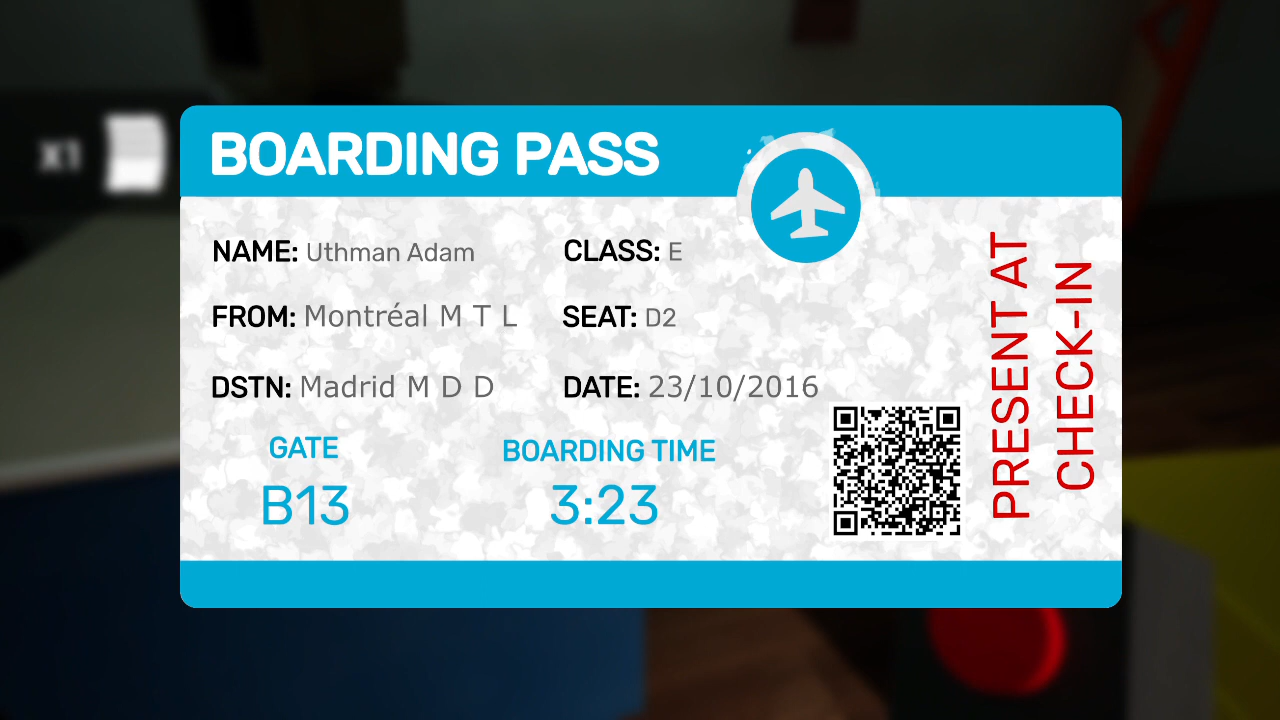 X1
BOARDING PASS
NAME: Uthman Adam
CLASS: E
FROM: Montréal M T L
SEAT: D2
DSTN: Madrid M D D
DATE: 23/10/2016
GATE
B13
BOARDING TIME
3:23
PRESENT AT
CHECK-IN